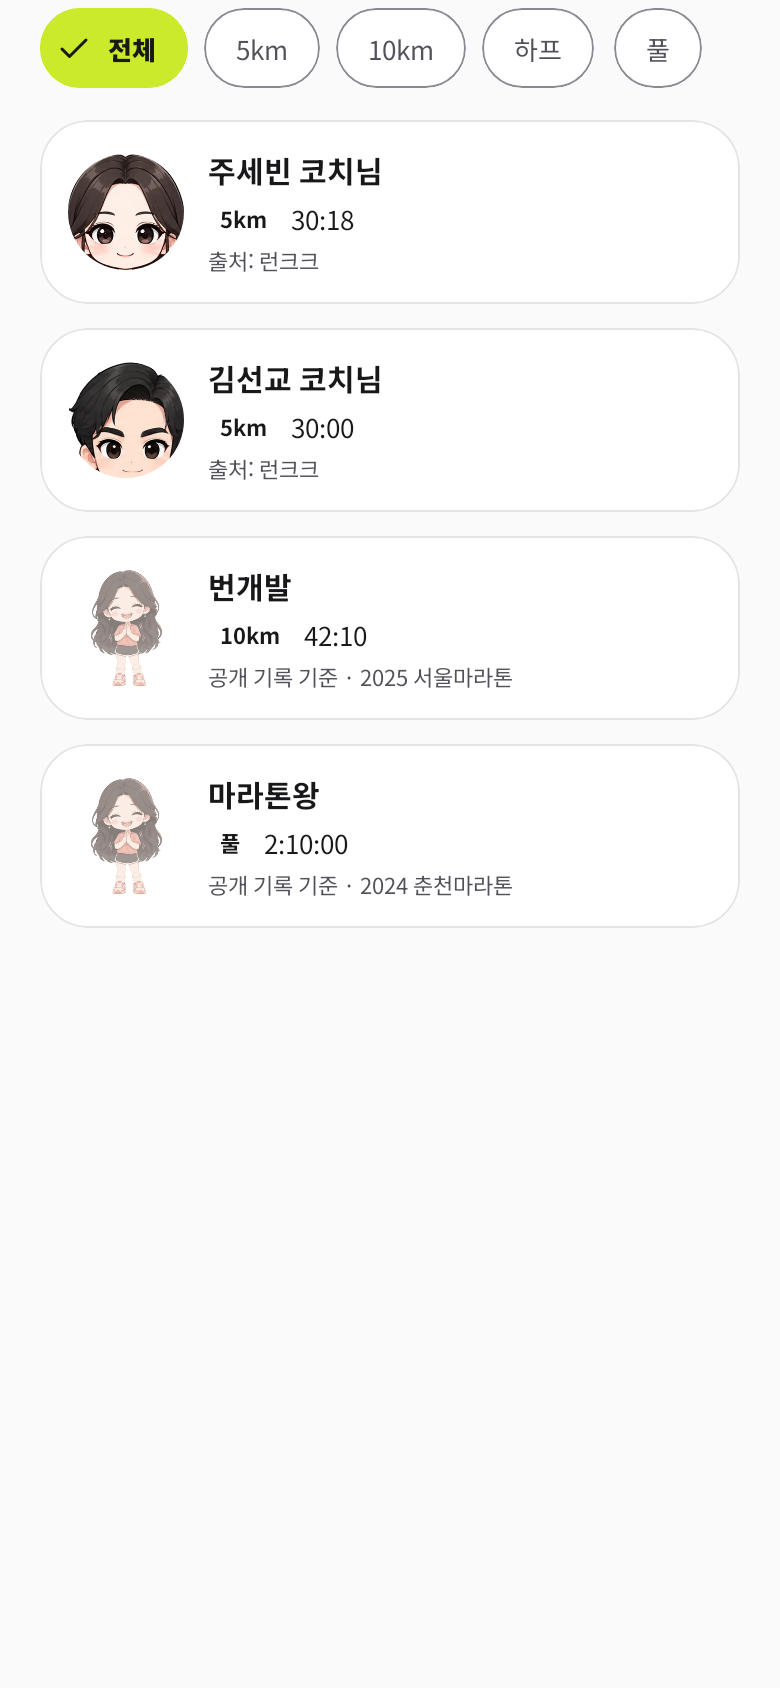 전체 5km 10km 하프 풀
주세빈 코치님
5km 30:18
출처: 런크크
김선교 코치님
5km 30:00
출처: 런크크
번개발
10km 42:10
공개 기록 기준 · 2025 서울마라톤
마라톤왕
풀 2:10:00
공개 기록 기준 · 2024 춘천마라톤